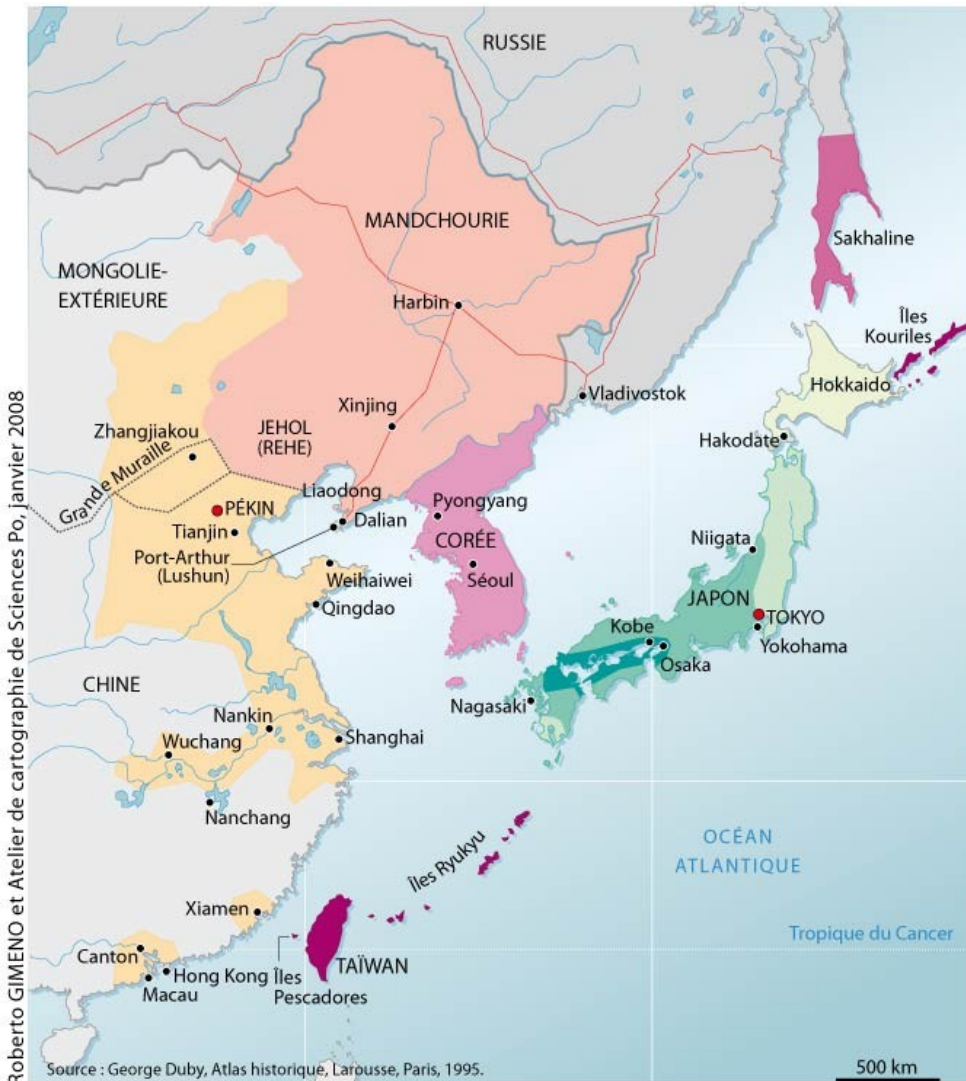 Roberto GIMENO et Atelier de cartographie de Sciences Po, janvier 2008
RUSSIE
MANDCHOURIE
Sakhaline
MONGOLIE-
EXTÉRIEURE
Harbin
Îles
Kouriles
Hokkaido
Vladivostok
Xinjing
Zhangjiakou
JEHOL
(REHE)
Hakodate
Grande Muraille
Liaodong
Pyongyang
PÉKIN
Dalian
Tianjin
CORÉE
Niigata
Port-Arthur
(Lushun)
Weihaiwei
Séoul
JAPON
Qingdao
TOKYO
Kobe
Yokohama
Osaka
CHINE
Nagasaki
Nankin
Wuchang
Shanghai
Nanchang
OCÉAN
ATLANTIQUE
Îles Ryukyu
Xiamen
Tropique du Cancer
Canton
Hong Kong
Îles
Pescadores
TAÏWAN
Macau
Source : George Duby, Atlas historique, Larousse, Paris, 1995.
500 km